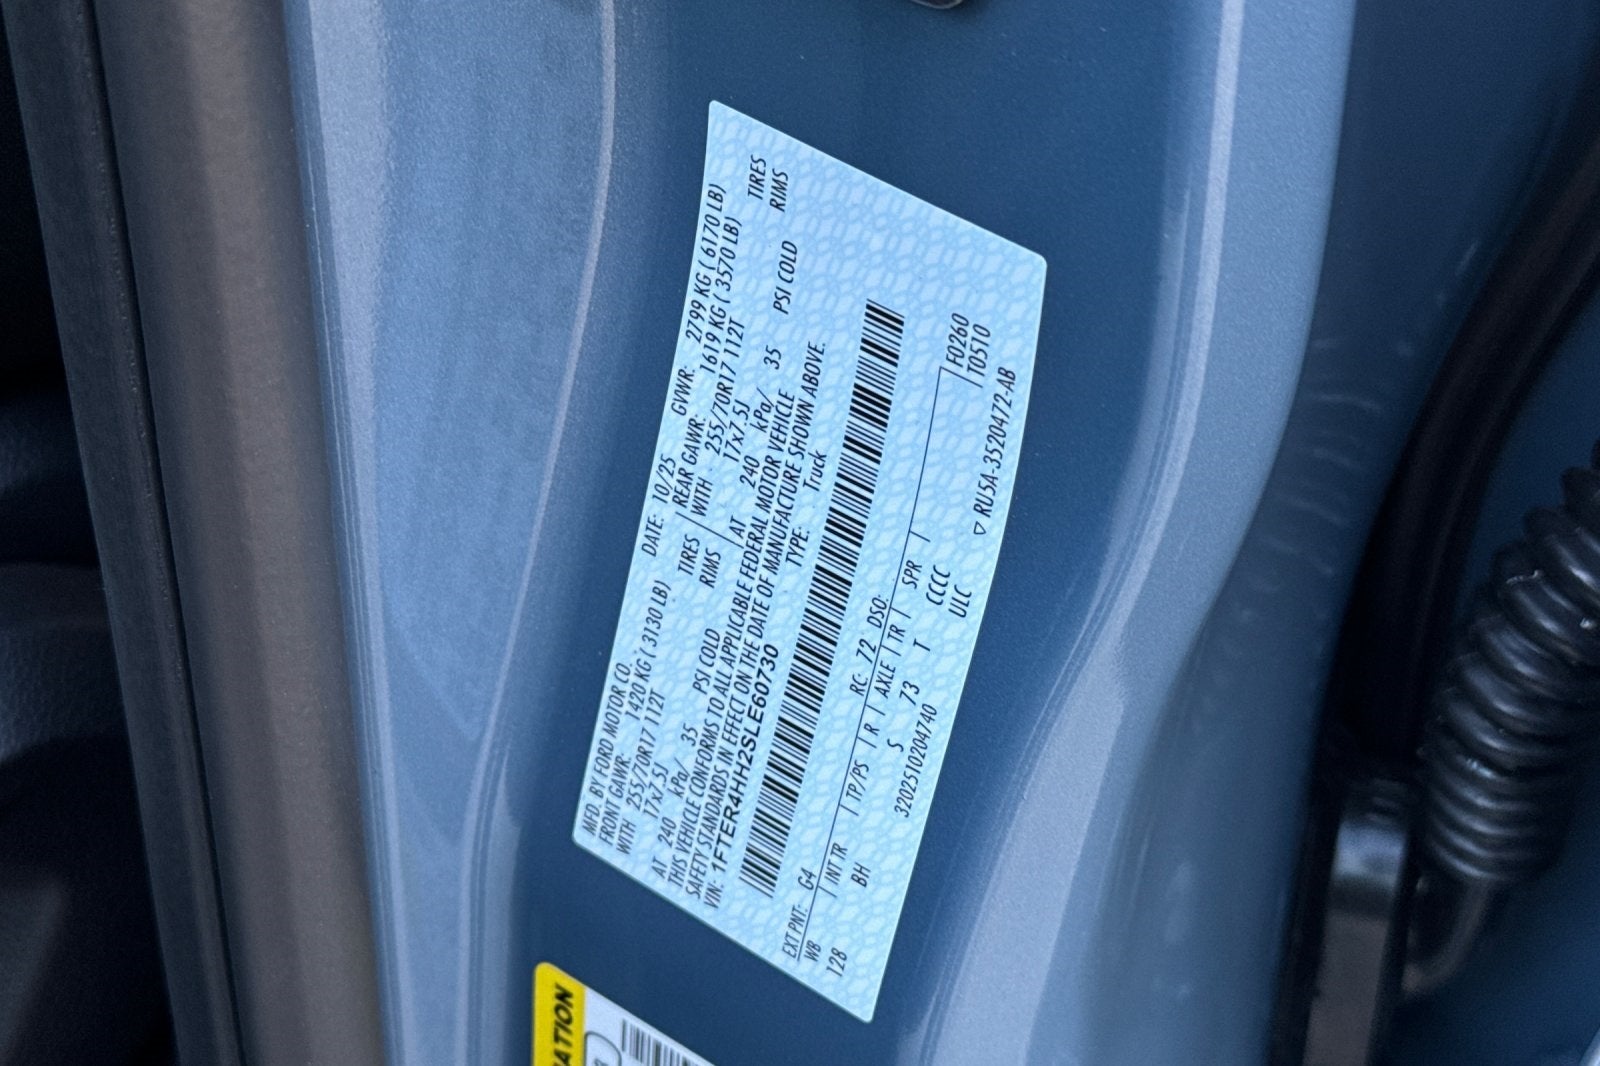 MFD. BY FORD MOTOR CO.
DATE: 10/25 GVWR: 2799 KG ( 6170 LB)
FRONT GAWR: 1420 KG ( 3130 LB)
REAR GAWR: 1619 KG ( 3570 LB)
WITH 255/70R17 112T TIRES
WITH 255/70R17 112T TIRES
17x7.5J RIMS
17x7.5J RIMS
AT 240 kPa/ 35 PSI COLD
AT 240 kPa/ 35 PSI COLD
THIS VEHICLE CONFORMS TO ALL APPLICABLE FEDERAL MOTOR VEHICLE
SAFETY STANDARDS IN EFFECT ON THE DATE OF MANUFACTURE SHOWN ABOVE.
VIN: 1FTER4HH2SLE60730 TYPE: Truck
EXT PNT: G4 RC: 72 DSO: F0260
WB INT TR TP/PS R AXLE TR SPR T0510
128 BH S 73 T CCCC
3202510204740 ULC ▽ RU5A-3520472-AB
ATION